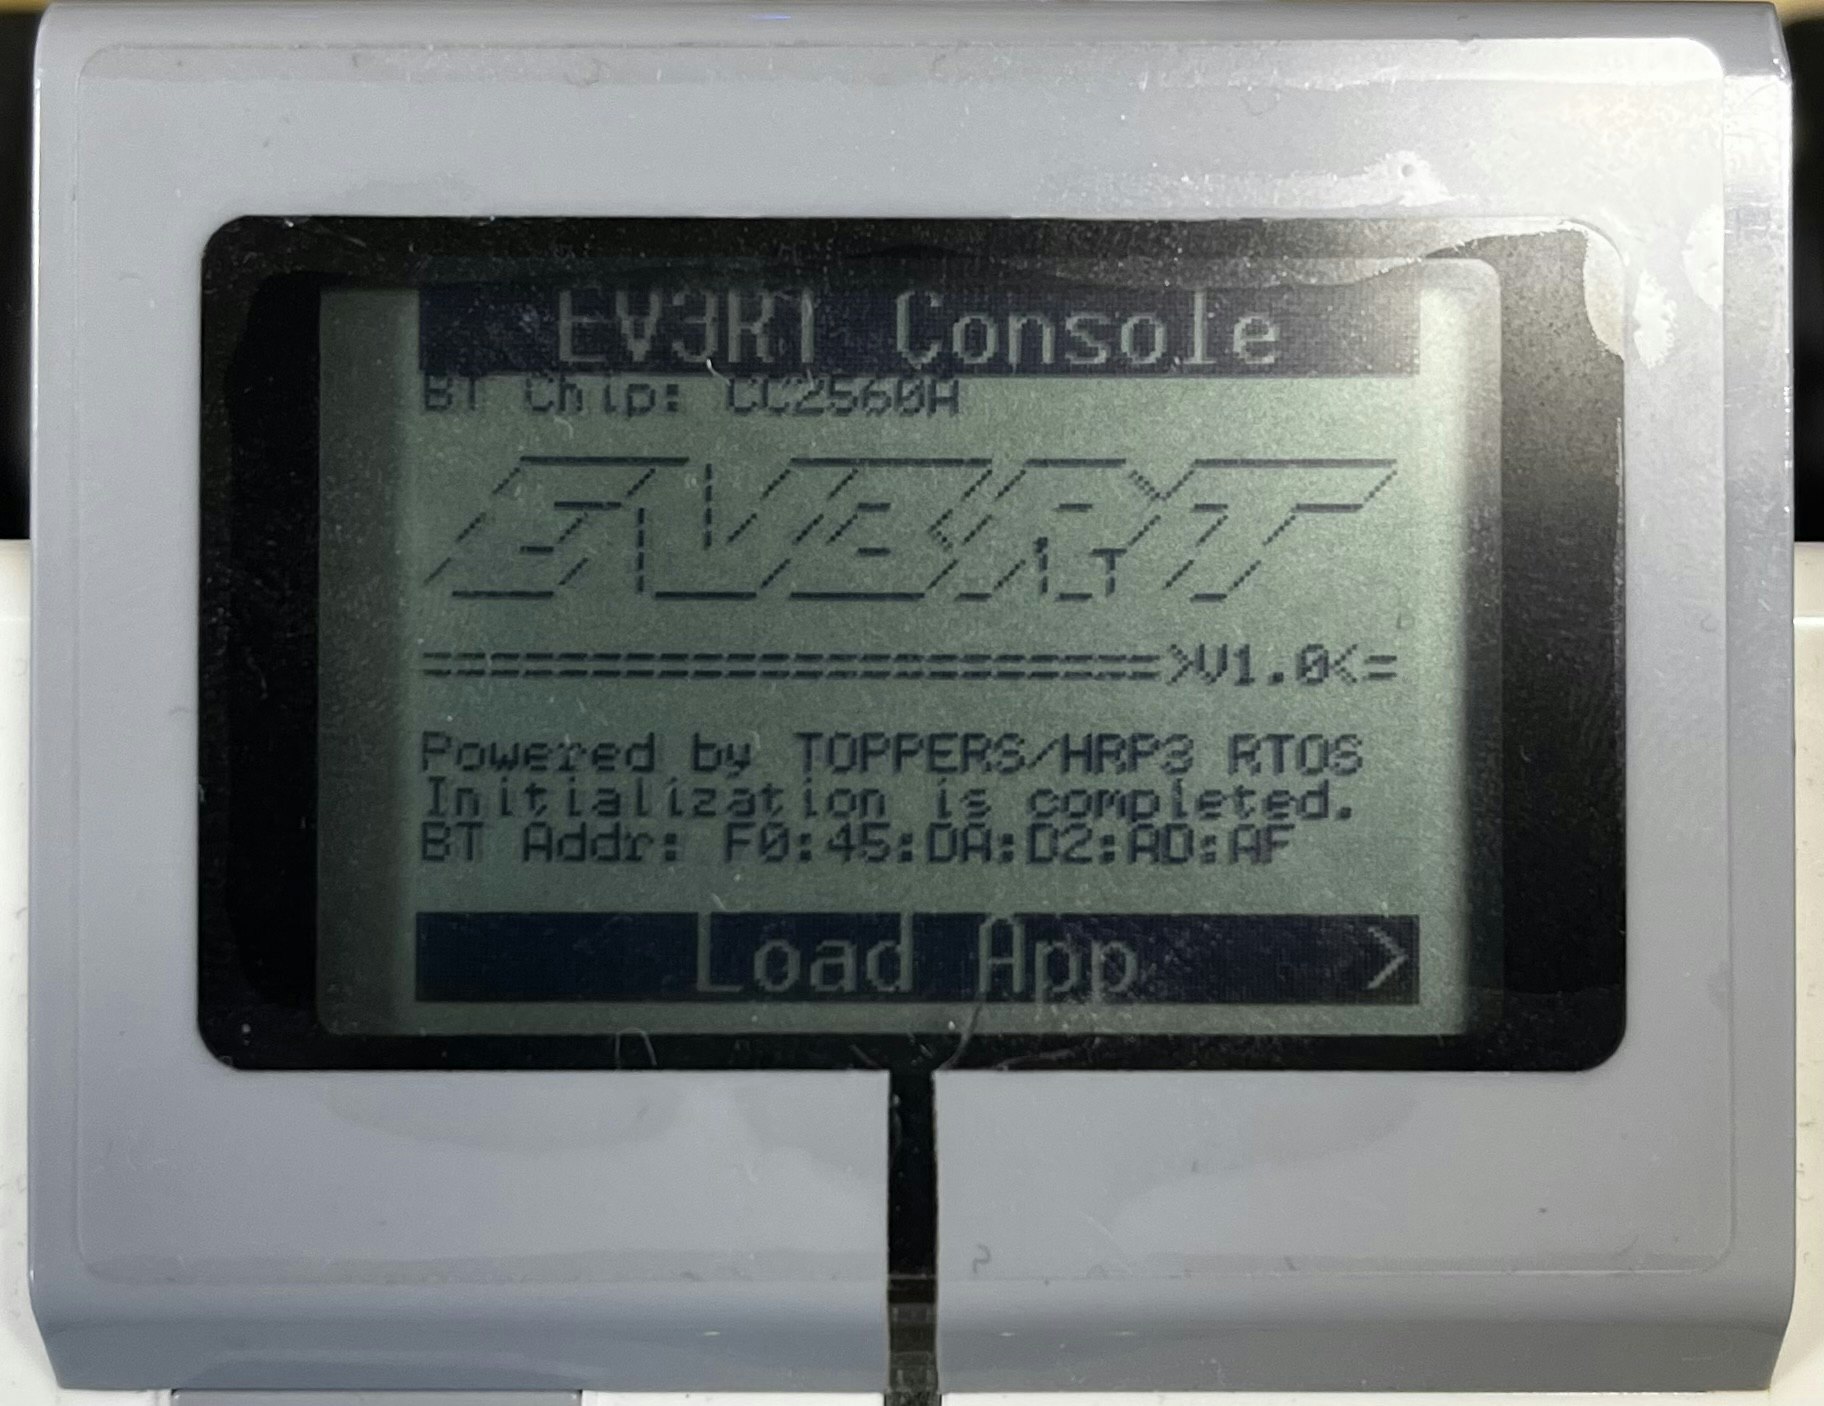 EV3RT Console
BT Chip: CC2560A
EV3RT
==============================>V1.0<=
Powered by TOPPERS/HRP3 RTOS
Initialization is completed.
BT Addr: F0:45:DA:D2:AD:AF
Load App >